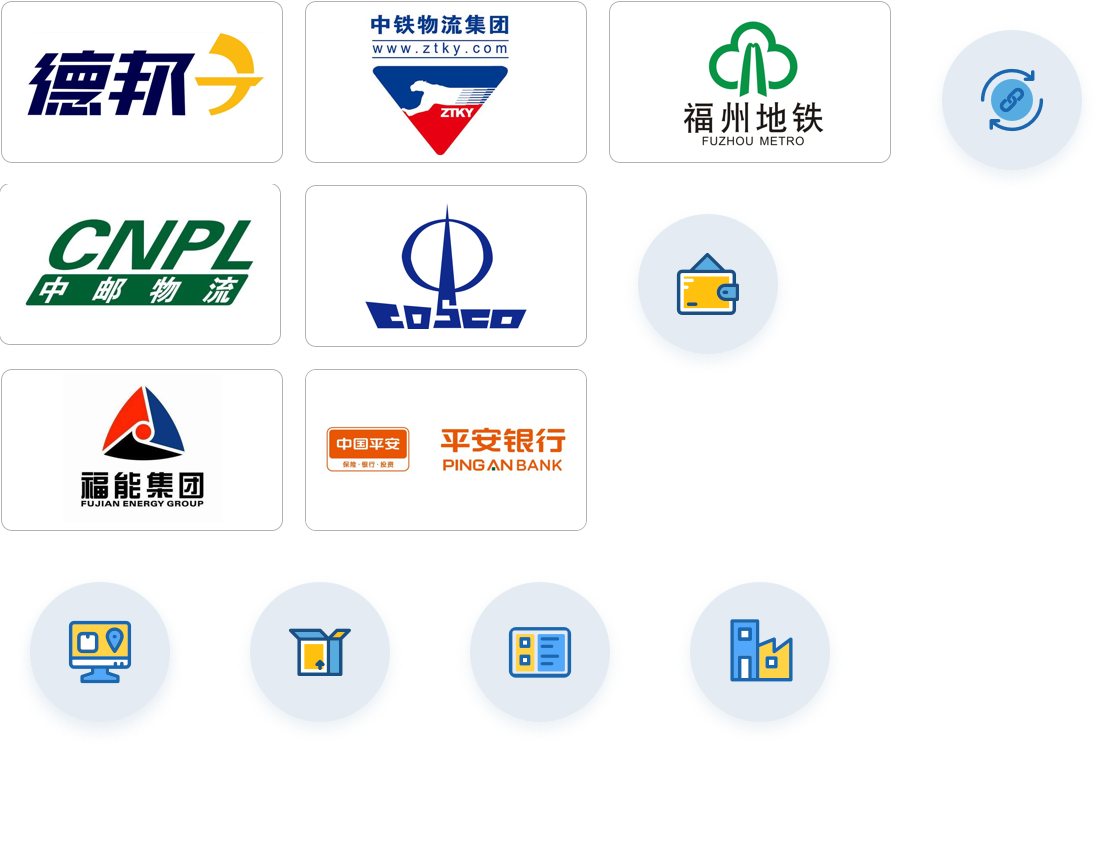 德邦
中铁物流集团
www.ztky.com
ZTKY
福州地铁
FUZHOU METRO
CNPL
中邮物流
COSCO
福能集团
FUJIAN ENERGY GROUP
中国平安
保险·银行·投资
平安银行
PING AN BANK